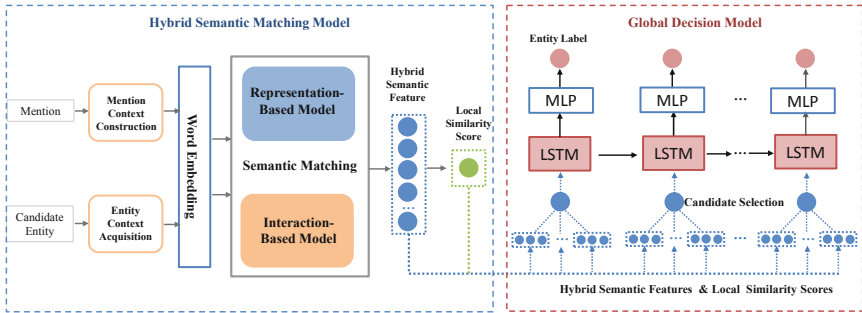 Hybrid Semantic Matching Model
Mention
Candidate
Entity
Mention
Context
Construction
Entity
Context
Acquisition
Word Embedding
Representation-
Based Model
Semantic Matching
Interaction-
Based Model
Hybrid
Semantic
Feature
...
Local
Similarity
Score
Global Decision Model
Entity Label
MLP
MLP
...
MLP
LSTM
LSTM
...
LSTM
Candidate Selection
...
...
...
...
...
Hybrid Semantic Features & Local Similarity Scores